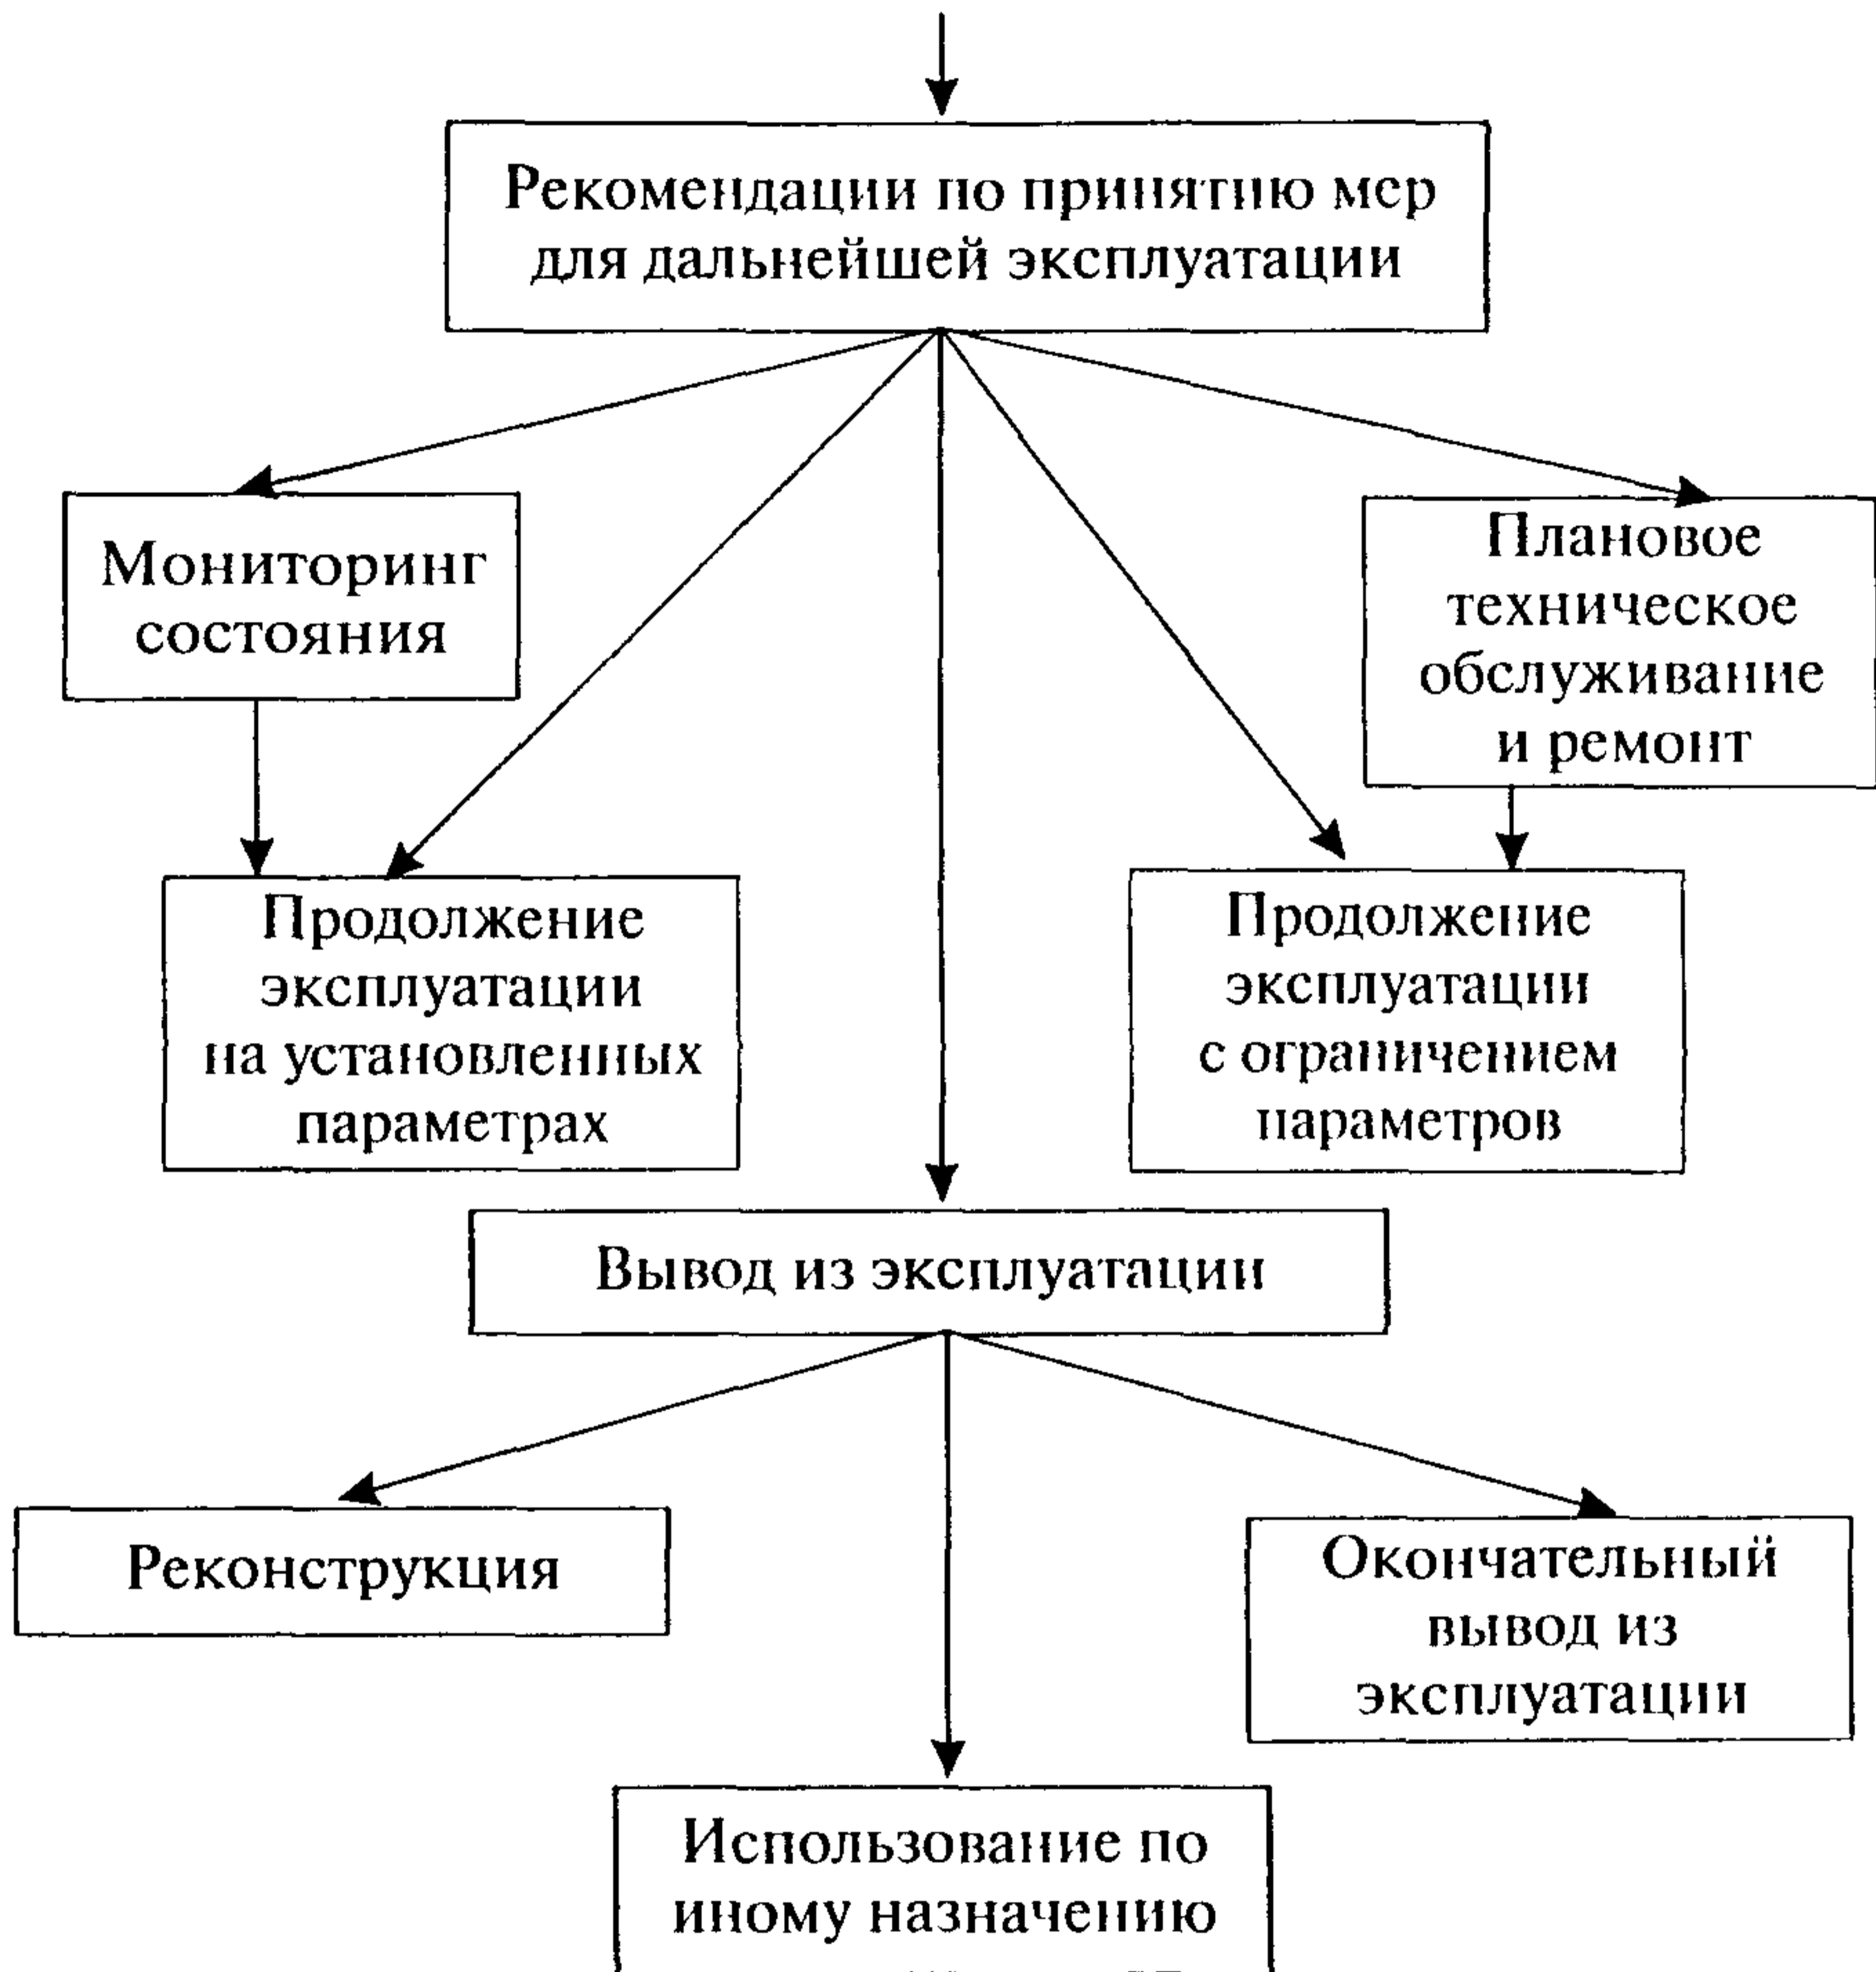 Рекомендации по принятию мер
для дальнейшей эксплуатации
Мониторинг
состояния
Плановое
техническое
обслуживание
и ремонт
Продолжение
эксплуатации
на установленных
параметрах
Продолжение
эксплуатации
с ограничением
параметров
Вывод из эксплуатации
Реконструкция
Окончательный
вывод из
эксплуатации
Использование по
иному назначению